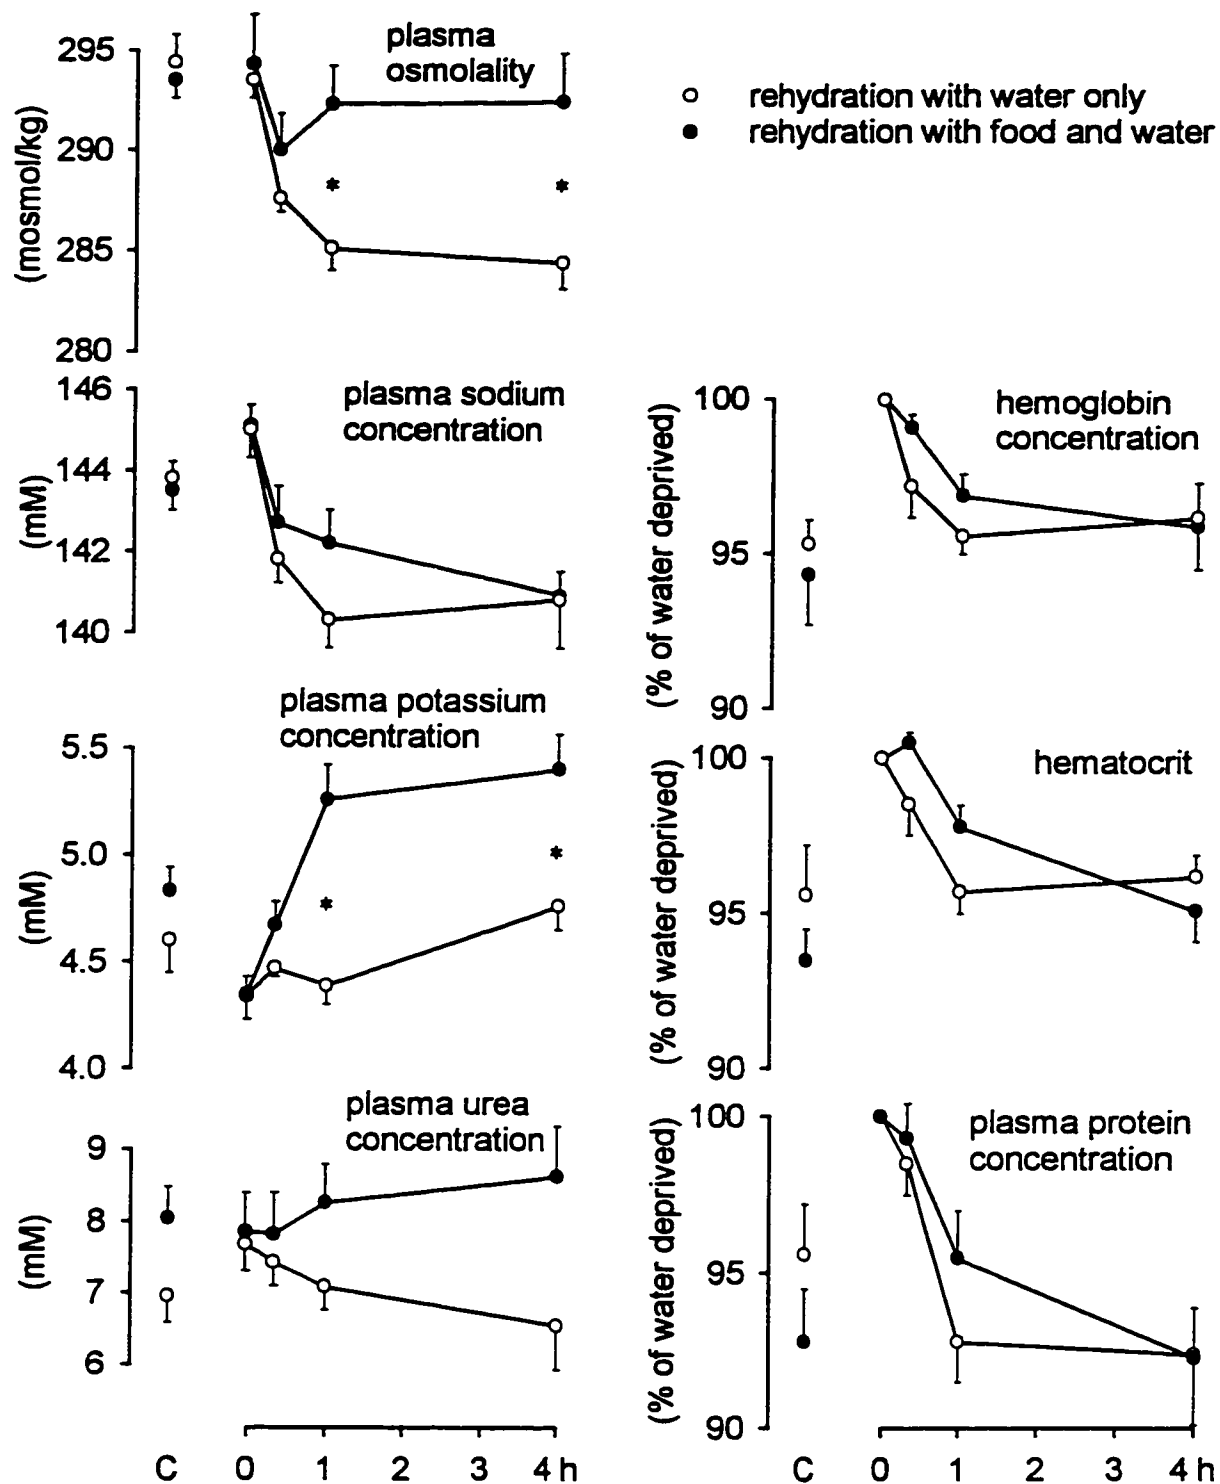 plasma
osmolality
(mosmol/kg)
295
290
285
280
*
*
○ rehydration with water only
● rehydration with food and water
plasma sodium
concentration
(mM)
146
144
142
140
plasma potassium
concentration
(mM)
5.5
5.0
4.5
4.0
*
*
plasma urea
concentration
(mM)
9
8
7
6
C 0 1 2 3 4 h
hemoglobin
concentration
(% of water deprived)
100
95
90
hematocrit
(% of water deprived)
100
95
90
plasma protein
concentration
(% of water deprived)
100
95
90
C 0 1 2 3 4 h